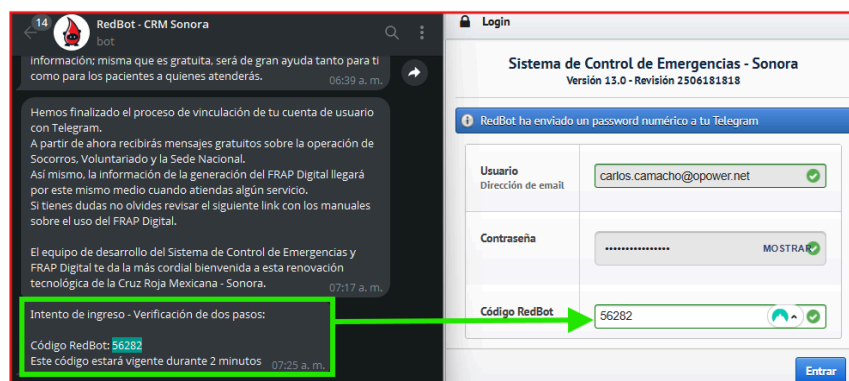 14
RedBot - CRM Sonora
bot
información; misma que es gratuita, será de gran ayuda tanto para ti
como para los pacientes a quienes atenderás.
06:39 a. m.
Hemos finalizado el proceso de vinculación de tu cuenta de usuario
con Telegram.
A partir de ahora recibirás mensajes gratuitos sobre la operación de
Socorros, Voluntariado y la Sede Nacional.
Así mismo, la información de la generación del FRAP Digital llegará
por este mismo medio cuando atiendas algún servicio.
Si tienes dudas no olvides revisar el siguiente link con los manuales
sobre el uso del FRAP Digital.
El equipo de desarrollo del Sistema de Control de Emergencias y
FRAP Digital te da la más cordial bienvenida a esta renovación
tecnológica de la Cruz Roja Mexicana - Sonora.
07:17 a. m.
Intento de ingreso - Verificación de dos pasos:
Código RedBot: 56282
Este código estará vigente durante 2 minutos
07:25 a. m.
Login
Sistema de Control de Emergencias - Sonora
Versión 13.0 - Revisión 2506181818
RedBot ha enviado un password numérico a tu Telegram
Usuario
Dirección de email
carlos.camacho@opower.net
Contraseña
MOSTRAR
Código RedBot
56282
Entrar